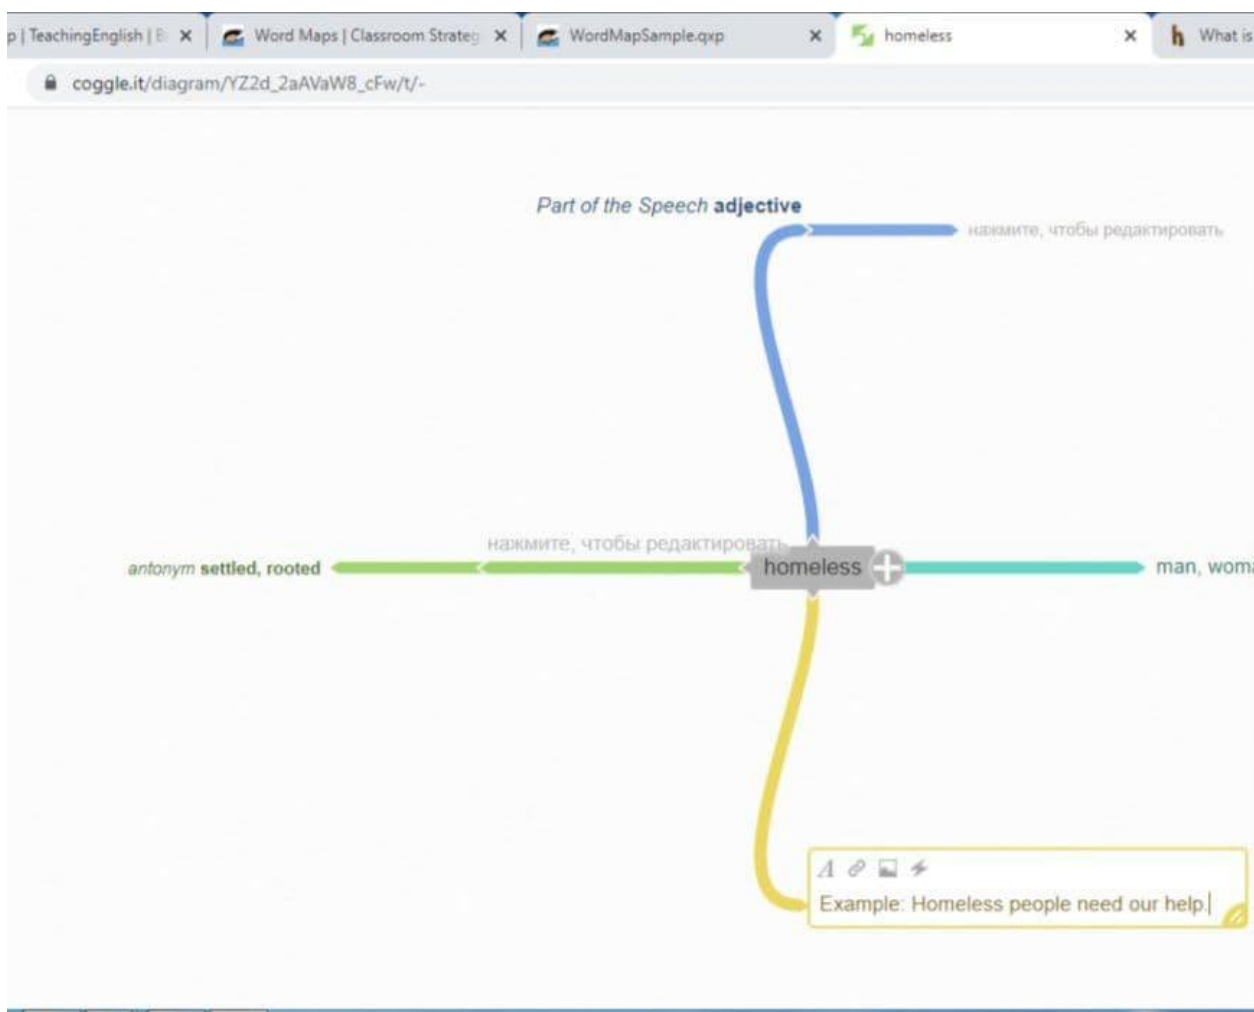 p | TeachingEnglish | B
Word Maps | Classroom Strateg
WordMapSample.qxp
homeless
What is
coggle.it/diagram/YZ2d_2aAVaW8_cFw/t/-
Part of the Speech adjective
нажмите, чтобы редактировать
нажмите, чтобы редактировать
antonym settled, rooted
homeless
man, woma
Example: Homeless people need our help.